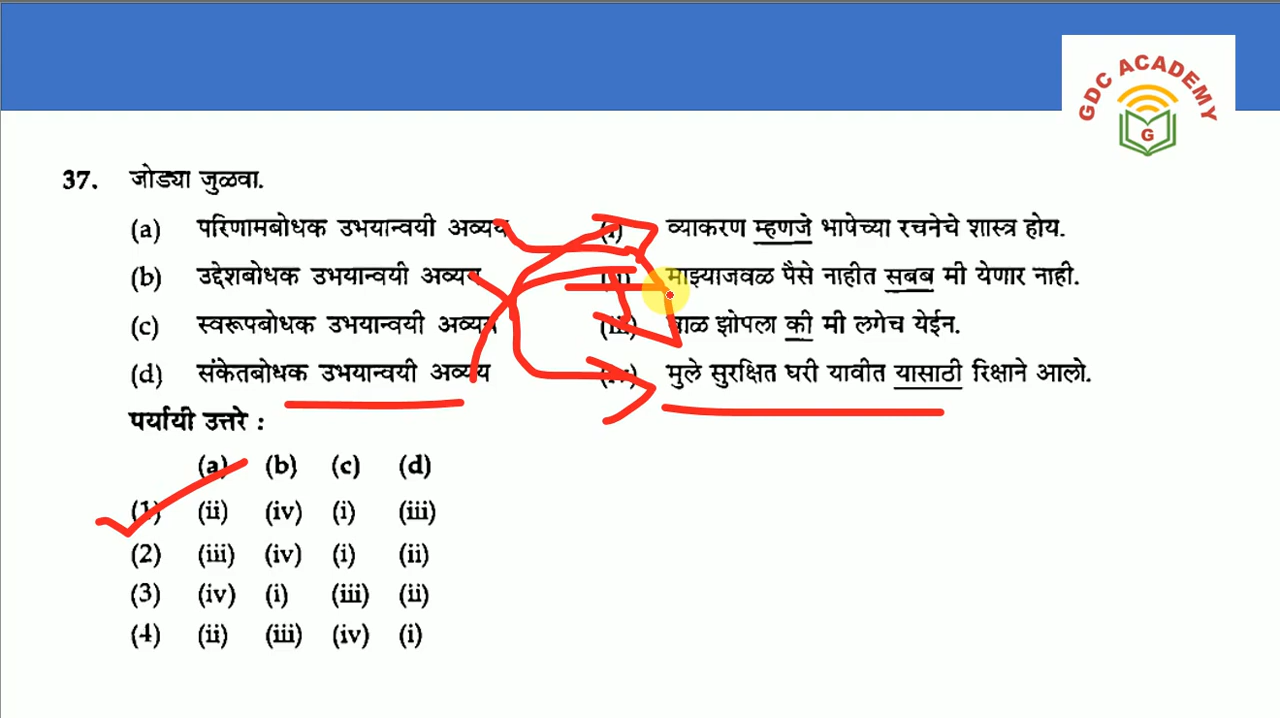 GDC ACADEMY
G
37. जोड्या जुळवा.
(a) परिणामबोधक उभयान्वयी अव्यय (i) व्याकरण म्हणजे भाषेच्या रचनेचे शास्त्र होय.
(b) उद्देशबोधक उभयान्वयी अव्यय (ii) माझ्याजवळ पैसे नाहीत सबब मी येणार नाही.
(c) स्वरूपबोधक उभयान्वयी अव्यय (iii) बाळ झोपला की मी लगेच येईन.
(d) संकेतबोधक उभयान्वयी अव्यय (iv) मुले सुरक्षित घरी यावीत यासाठी रिक्षाने आलो.
पर्यायी उत्तरे :
(a) (b) (c) (d)
(1) (ii) (iv) (i) (iii)
(2) (iii) (iv) (i) (ii)
(3) (iv) (i) (iii) (ii)
(4) (ii) (iii) (iv) (i)